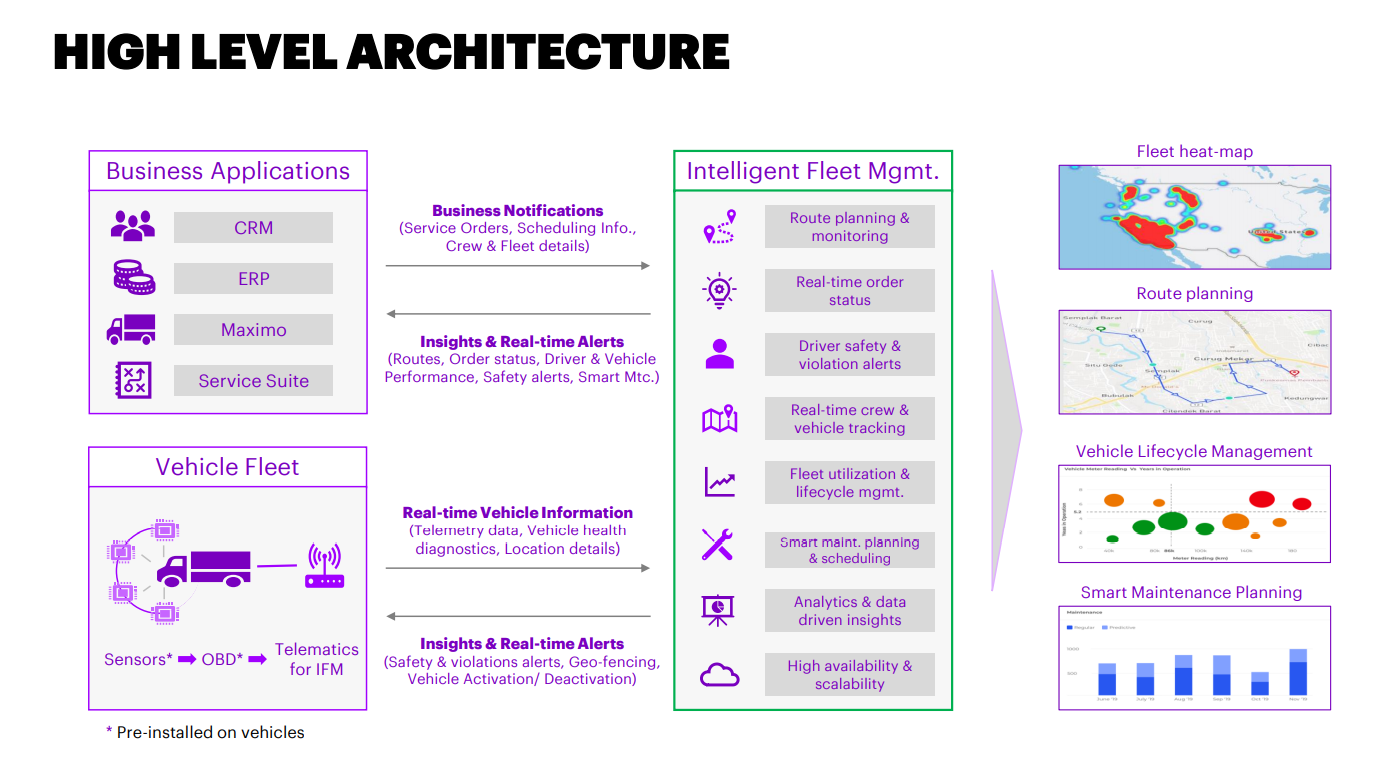 HIGH LEVEL ARCHITECTURE
Business Applications
CRM
ERP
Maximo
Service Suite
Vehicle Fleet
Sensors* OBD* Telematics
for IFM
* Pre-installed on vehicles
Business Notifications
(Service Orders, Scheduling Info.,
Crew & Fleet details)
Insights & Real-time Alerts
(Routes, Order status, Driver & Vehicle
Performance, Safety alerts, Smart Mtc.)
Real-time Vehicle Information
(Telemetry data, Vehicle health
diagnostics, Location details)
Insights & Real-time Alerts
(Safety & violations alerts, Geo-fencing,
Vehicle Activation/ Deactivation)
Intelligent Fleet Mgmt.
Route planning &
monitoring
Real-time order
status
Driver safety &
violation alerts
Real-time crew &
vehicle tracking
Fleet utilization &
lifecycle mgmt.
Smart maint. planning
& scheduling
Analytics & data
driven insights
High availability &
scalability
Fleet heat-map
United States
Route planning
Semplak Barat
Curug
Cibac
Situ Gede
Curug Mekar
Semplak
Bubulak
Kedungwar
Cilendek Barat
Vehicle Lifecycle Management
Vehicle Meter Reading Vs Years in Operation
Years in Operation
Meter Reading (km)
Smart Maintenance Planning
Maintenance
Regular Predictive
June '19 July '19 Aug '19 Sep '19 Oct '19 Nov '19